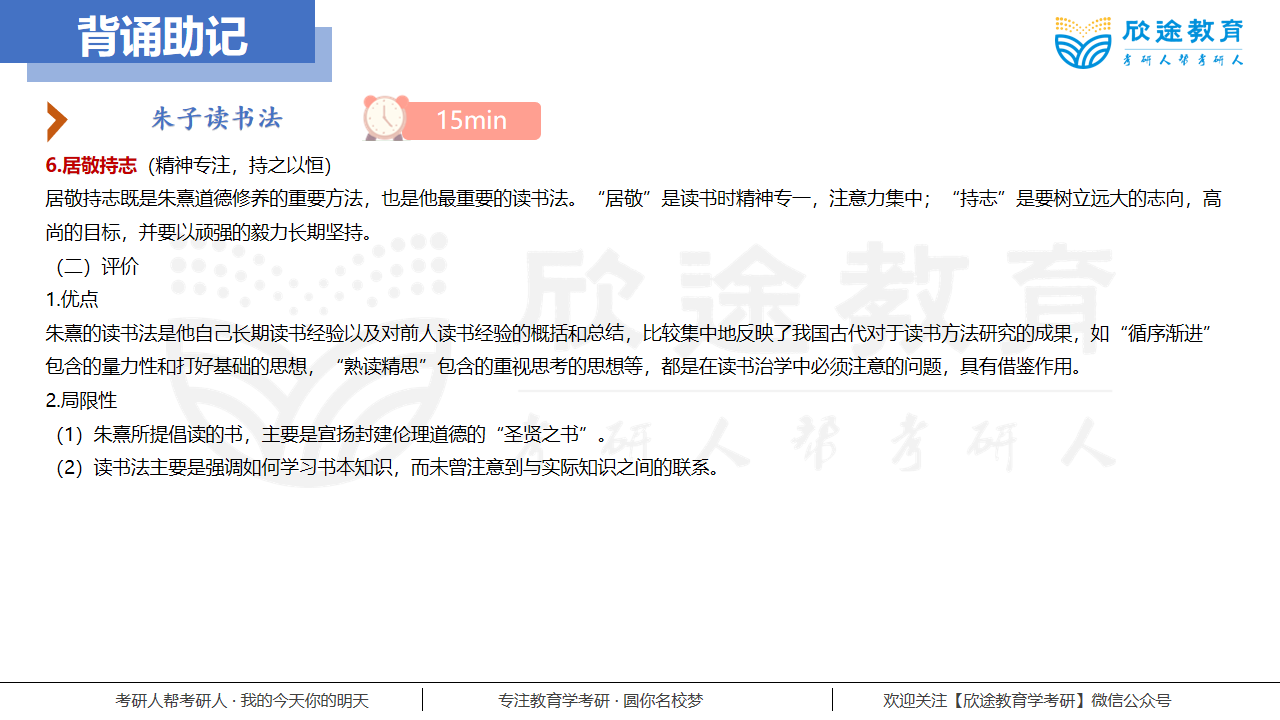 背诵助记
欣途教育
考研人帮考研人
朱子读书法
15min
6.居敬持志（精神专注，持之以恒）
居敬持志既是朱熹道德修养的重要方法，也是他最重要的读书法。“居敬”是读书时精神专一，注意力集中；“持志”是要树立远大的志向，高
尚的目标，并要以顽强的毅力长期坚持。
（二）评价
1.优点
朱熹的读书法是他自己长期读书经验以及对前人读书经验的概括和总结，比较集中地反映了我国古代对于读书方法研究的成果，如“循序渐进”
包含的量力性和打好基础的思想，“熟读精思”包含的重视思考的思想等，都是在读书治学中必须注意的问题，具有借鉴作用。
2.局限性
（1）朱熹所提倡读的书，主要是宣扬封建伦理道德的“圣贤之书”。
（2）读书法主要是强调如何学习书本知识，而未曾注意到与实际知识之间的联系。
欣途教育
考研人帮考研人
考研人帮考研人·我的今天你的明天
专注教育学考研·圆你名校梦
欢迎关注【欣途教育学考研】微信公众号